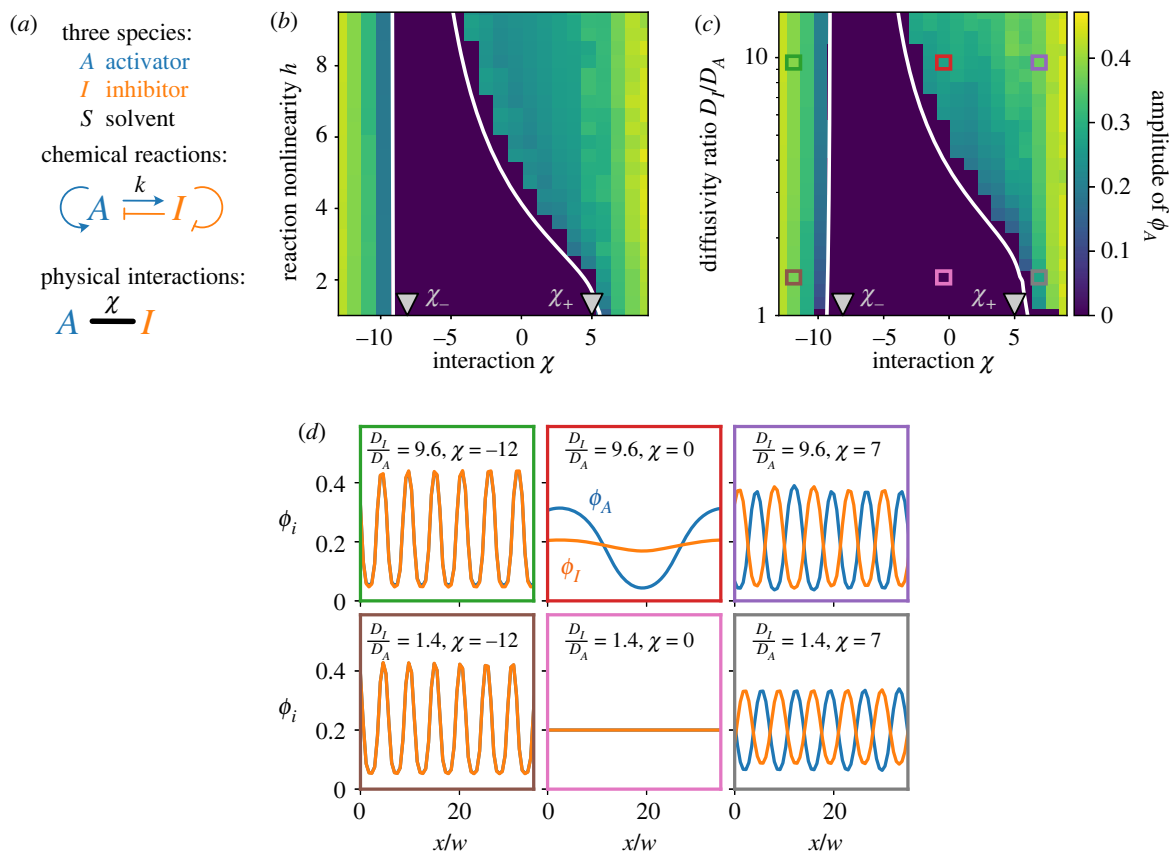 (a)
three species:
A activator
I inhibitor
S solvent
chemical reactions:
k
A I
physical interactions:
χ
A I
(b)
reaction nonlinearity h
8
6
4
2
χ₋
χ₊
−10 −5 0 5
interaction χ
(c)
diffusivity ratio D_I/D_A
10
1
χ₋
χ₊
−10 −5 0 5
interaction χ
0.4
0.3
0.2
0.1
0
amplitude of ϕ_A
(d)
D_I/D_A = 9.6, χ = −12
D_I/D_A = 9.6, χ = 0
D_I/D_A = 9.6, χ = 7
ϕ_A
ϕ_I
ϕ_i
0.4
0.2
0
D_I/D_A = 1.4, χ = −12
D_I/D_A = 1.4, χ = 0
D_I/D_A = 1.4, χ = 7
ϕ_i
0.4
0.2
0
0 20
0 20
0 20
x/w
x/w
x/w